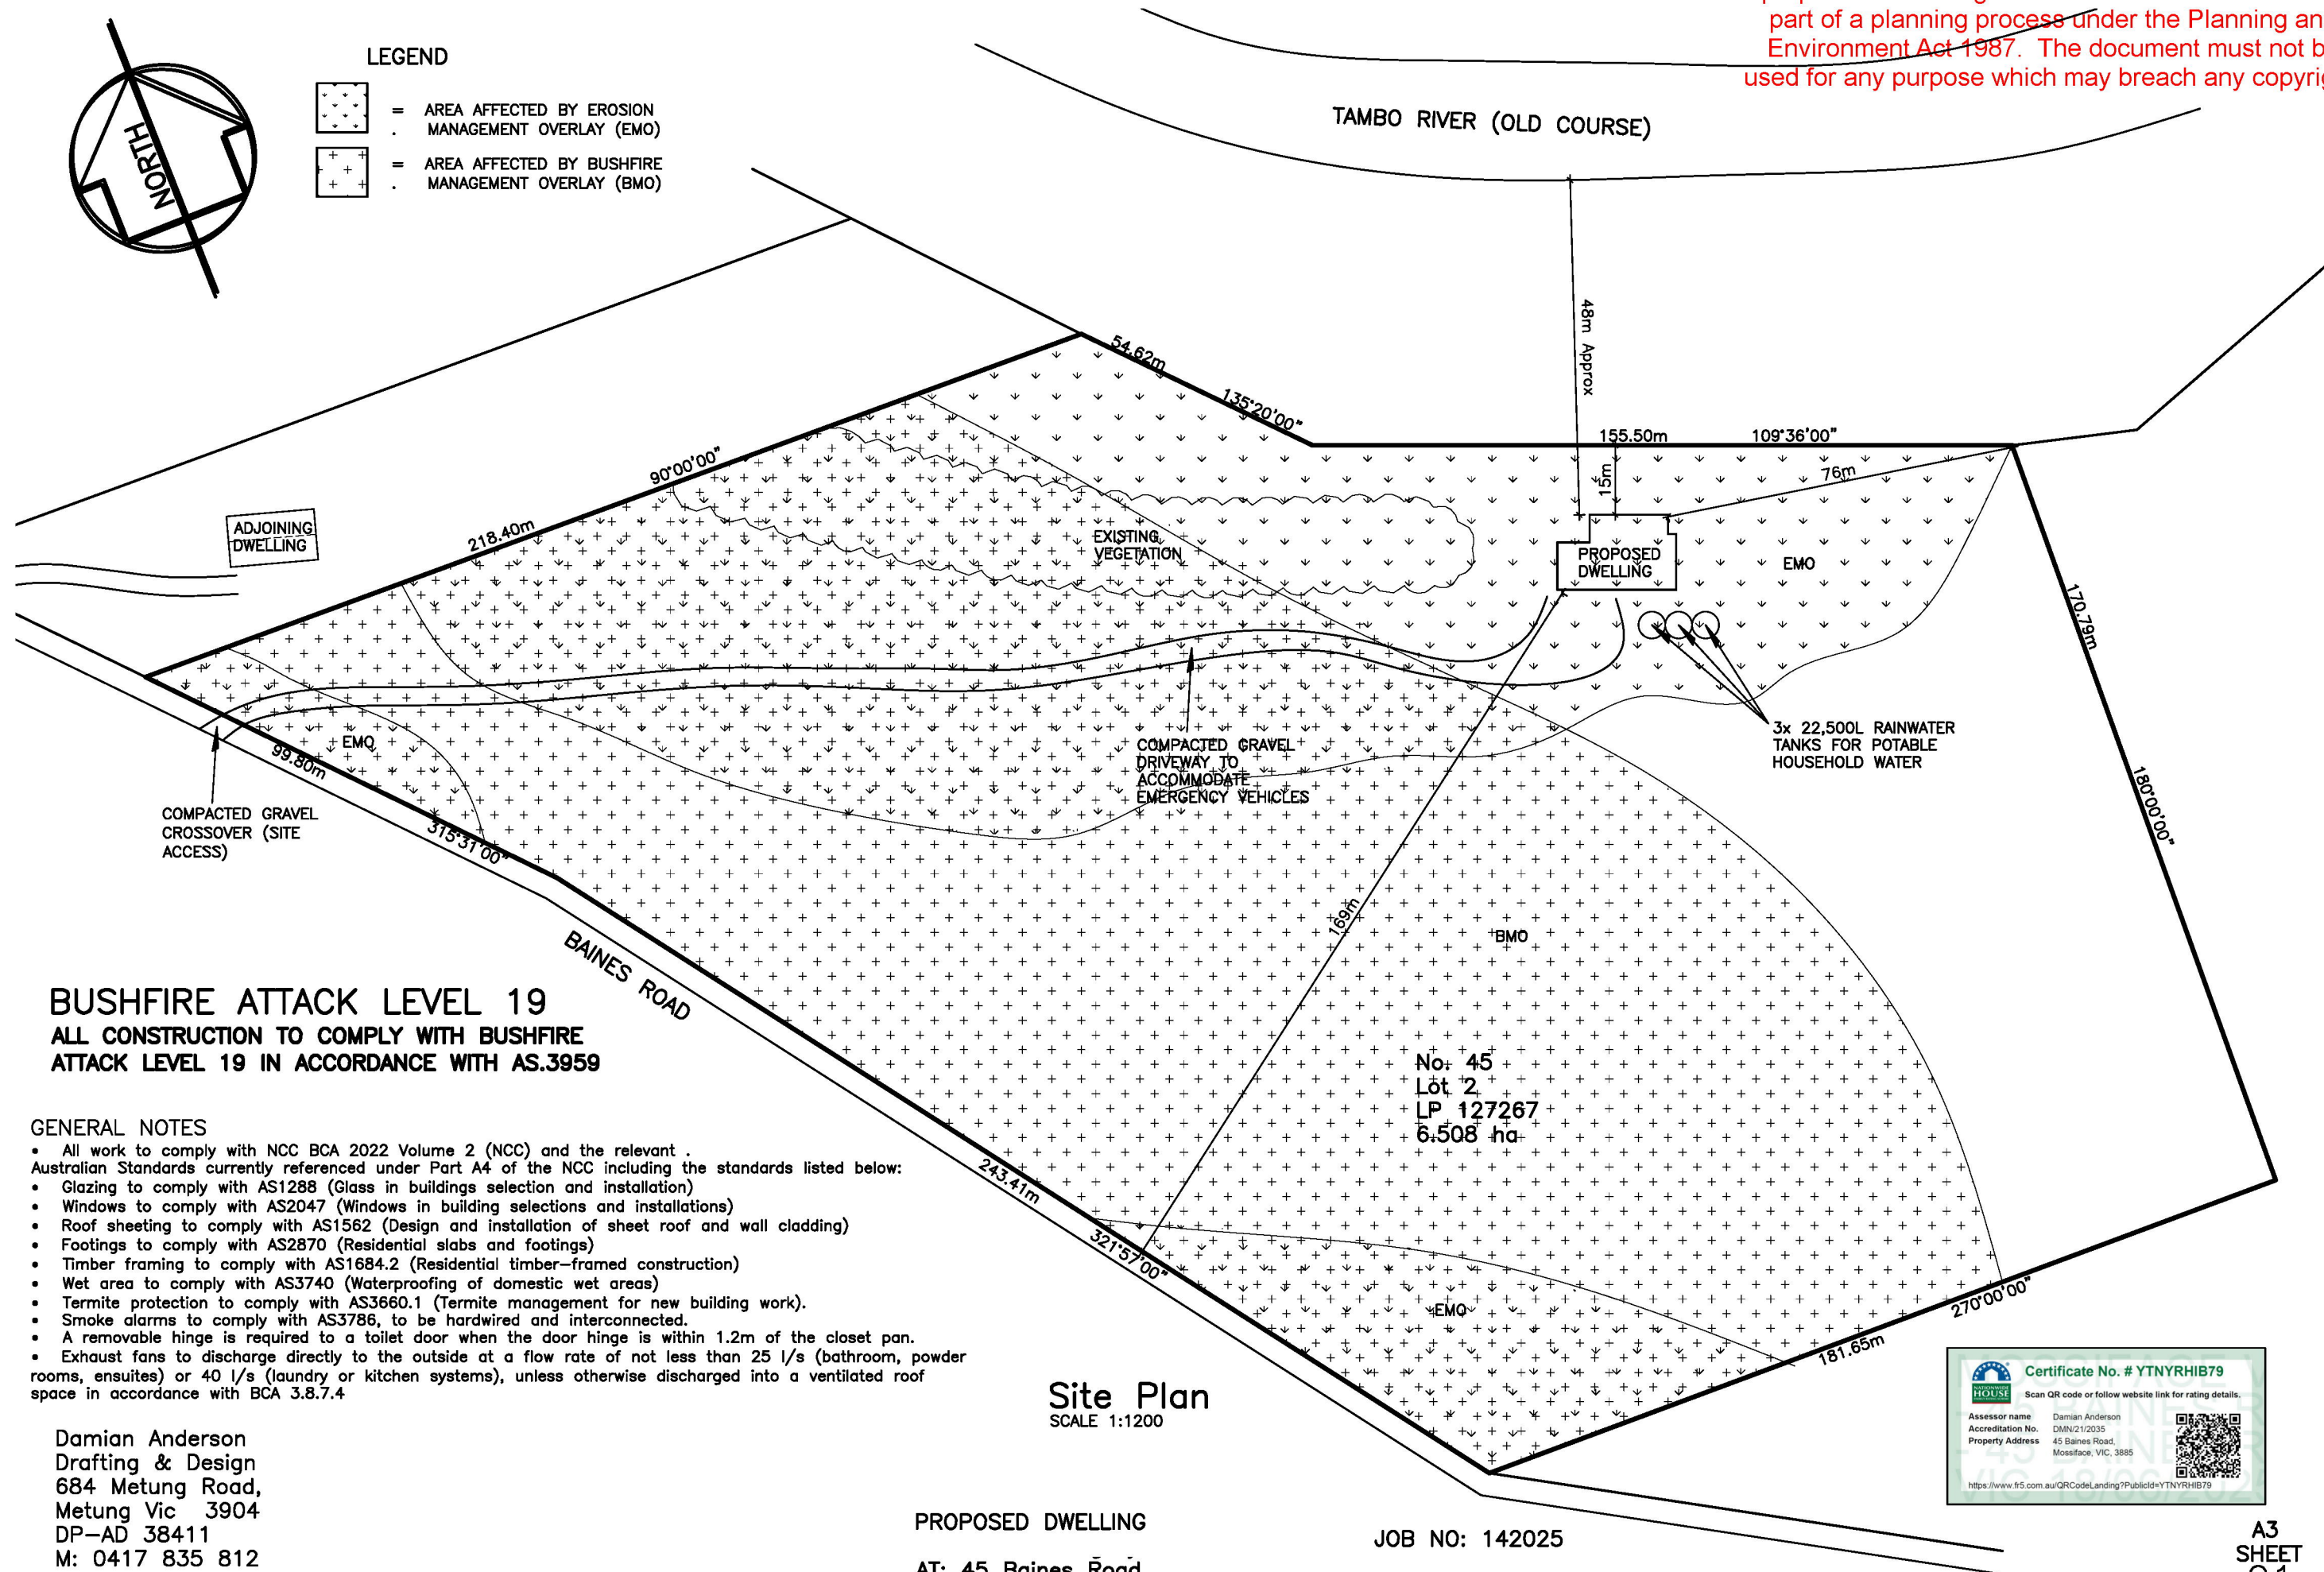 part of a planning process under the Planning an
Environment Act 1987.  The document must not b
used for any purpose which may breach any copyri
NORTH
LEGEND
= AREA AFFECTED BY EROSION
. MANAGEMENT OVERLAY (EMO)
= AREA AFFECTED BY BUSHFIRE
. MANAGEMENT OVERLAY (BMO)
TAMBO RIVER (OLD COURSE)
48m Approx
54.62m
135°20'00"
155.50m
109°36'00"
15m
76m
90°00'00"
218.40m
ADJOINING
DWELLING
EXISTING
VEGETATION
PROPOSED
DWELLING
EMO
170.79m
180°00'00"
3x 22,500L RAINWATER
TANKS FOR POTABLE
HOUSEHOLD WATER
EMO
99.80m
315°31'00"
COMPACTED GRAVEL
CROSSOVER (SITE
ACCESS)
COMPACTED GRAVEL
DRIVEWAY TO
ACCOMMODATE
EMERGENCY VEHICLES
169m
BMO
BAINES ROAD
No. 45
Lot 2
LP 127267
6.508 ha
243.41m
321°57'00"
EMO
181.65m
270°00'00"
BUSHFIRE ATTACK LEVEL 19
ALL CONSTRUCTION TO COMPLY WITH BUSHFIRE
ATTACK LEVEL 19 IN ACCORDANCE WITH AS.3959
GENERAL NOTES
• All work to comply with NCC BCA 2022 Volume 2 (NCC) and the relevant .
Australian Standards currently referenced under Part A4 of the NCC including the standards listed below:
• Glazing to comply with AS1288 (Glass in buildings selection and installation)
• Windows to comply with AS2047 (Windows in building selections and installations)
• Roof sheeting to comply with AS1562 (Design and installation of sheet roof and wall cladding)
• Footings to comply with AS2870 (Residential slabs and footings)
• Timber framing to comply with AS1684.2 (Residential timber-framed construction)
• Wet area to comply with AS3740 (Waterproofing of domestic wet areas)
• Termite protection to comply with AS3660.1 (Termite management for new building work).
• Smoke alarms to comply with AS3786, to be hardwired and interconnected.
• A removable hinge is required to a toilet door when the door hinge is within 1.2m of the closet pan.
• Exhaust fans to discharge directly to the outside at a flow rate of not less than 25 l/s (bathroom, powder
rooms, ensuites) or 40 l/s (laundry or kitchen systems), unless otherwise discharged into a ventilated roof
space in accordance with BCA 3.8.7.4
Damian Anderson
Drafting & Design
684 Metung Road,
Metung Vic 3904
DP-AD 38411
M: 0417 835 812
Site Plan
SCALE 1:1200
PROPOSED DWELLING
AT: 45 Baines Road
JOB NO: 142025
NATIONWIDE
HOUSE
Certificate No. # YTNYRHIB79
Scan QR code or follow website link for rating details.
Assessor name Damian Anderson
Accreditation No. DMN/21/2035
Property Address 45 Baines Road,
Mossiface, VIC, 3885
https://www.fr5.com.au/QRCodeLanding?PublicId=YTNYRHIB79
A3
SHEET